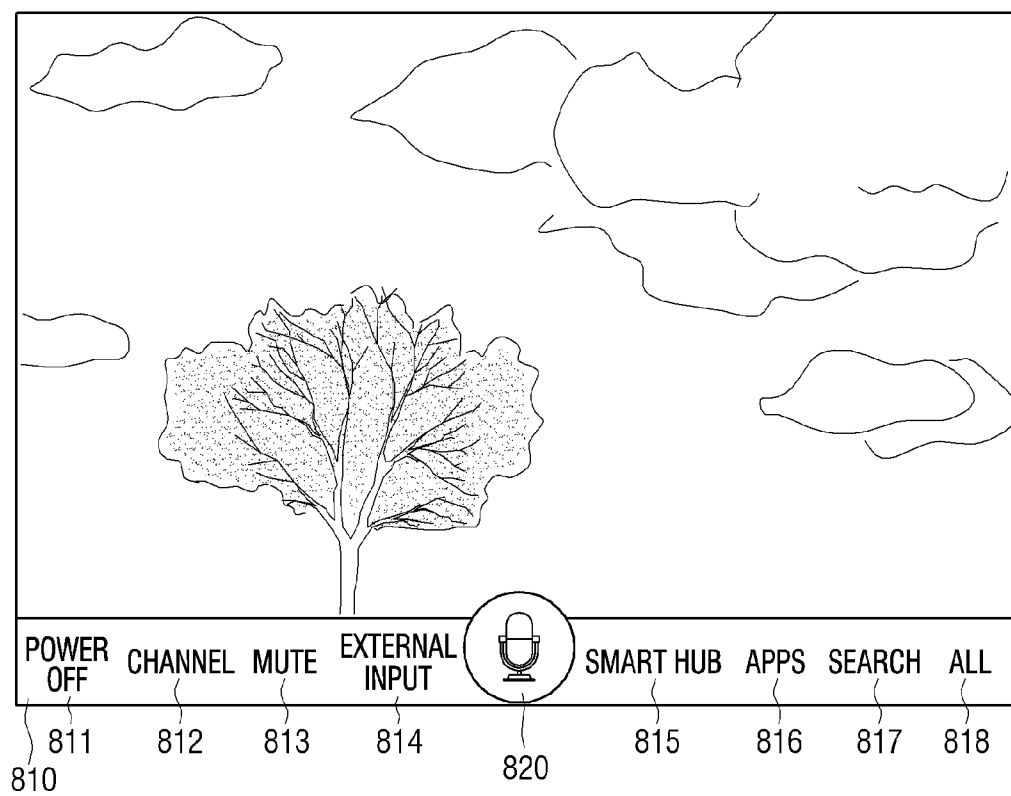 POWER
OFF
CHANNEL
MUTE
EXTERNAL
INPUT
SMART HUB
APPS
SEARCH
ALL
811
812
813
814
815
816
817
818
820
810